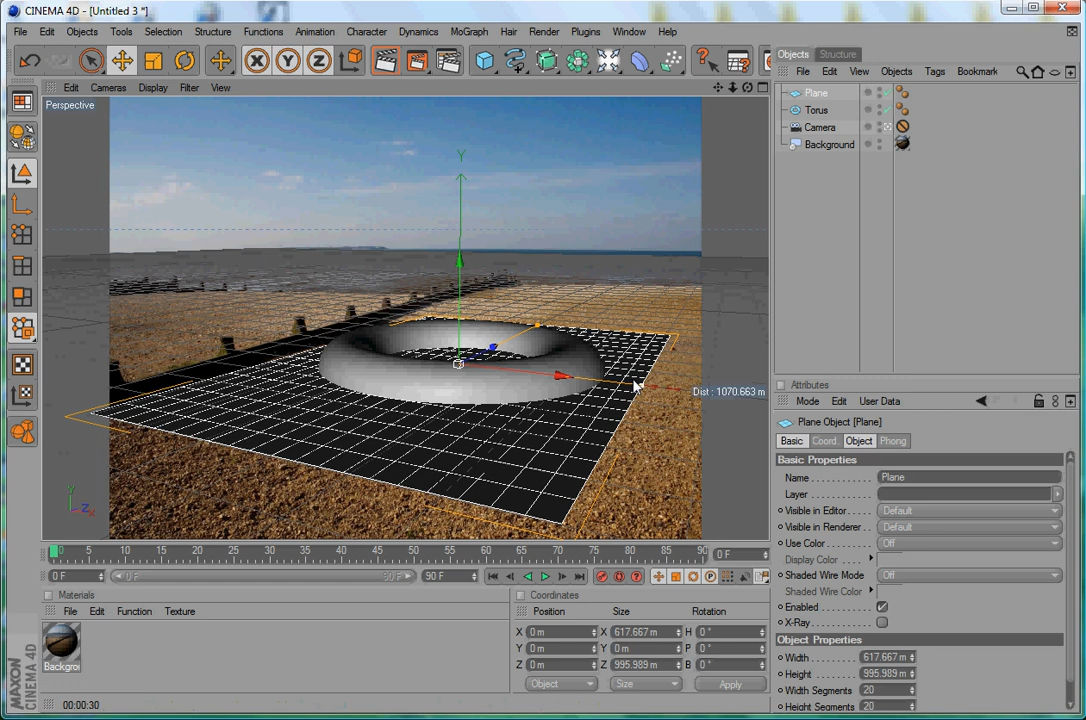 CINEMA 4D - [Untitled 3 *]
File Edit Objects Tools Selection Structure Functions Animation Character Dynamics MoGraph Hair Render Plugins Window Help
X Y Z
Objects Structure
File Edit View Objects Tags Bookmark
Plane
Torus
Camera
Background
Edit Cameras Display Filter View
Perspective
Y
Dist : 1070.663 m
Y
Z
Attributes
Mode Edit User Data
Plane Object [Plane]
Basic Coord. Object Phong
Basic Properties
Name Plane
Layer
Visible in Editor Default
Visible in Renderer Default
Use Color Off
Display Color
Shaded Wire Mode Off
Shaded Wire Color
Enabled
X-Ray
Object Properties
Width 617.667 m
Height 995.989 m
Width Segments 20
Height Segments 20
0 5 10 15 20 25 30 35 40 45 50 55 60 65 70 75 80 85 90 0 F
0 F 0 F 90 F 90 F
Materials
File Edit Function Texture
Backgroi
Coordinates
Position Size Rotation
X 0 m X 617.667 m H 0 °
Y 0 m Y 0 m P 0 °
Z 0 m Z 995.989 m B 0 °
Object Size Apply
MAXON
CINEMA 4D
00:00:30